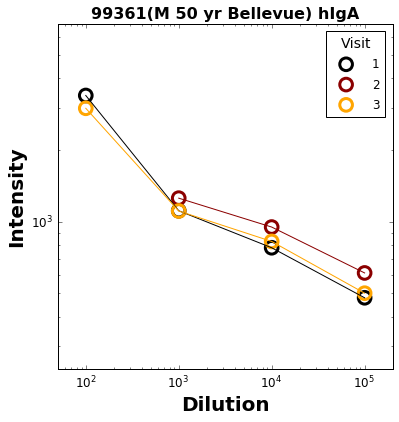 99361(M 50 yr Bellevue) hIgA
Visit
1
2
3
Intensity
10³
10² 10³ 10⁴ 10⁵
Dilution